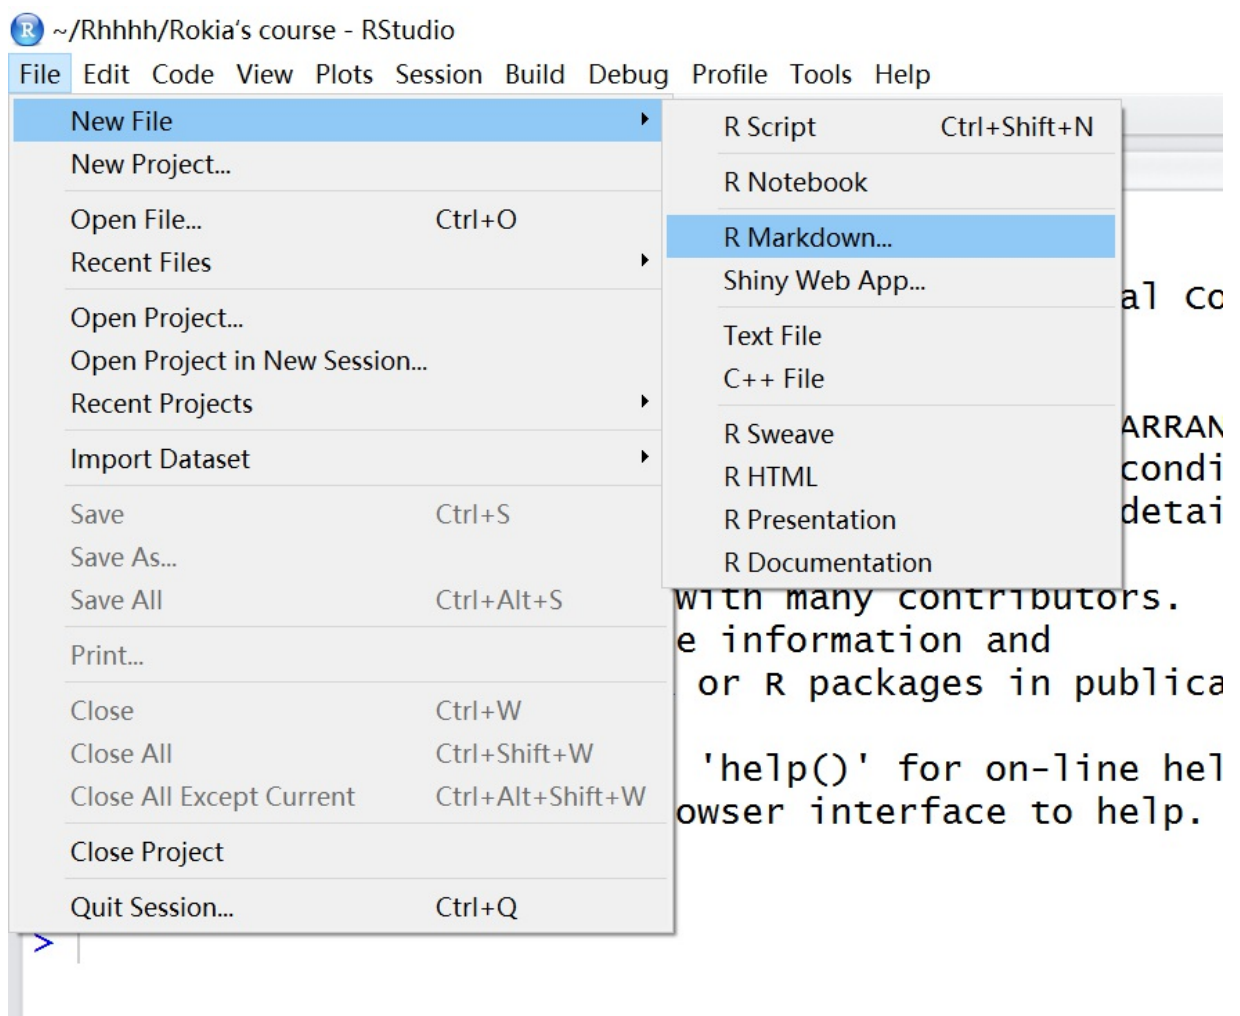 R ~/Rhhhh/Rokia's course - RStudio
File Edit Code View Plots Session Build Debug Profile Tools Help
New File
New Project...
Open File... Ctrl+O
Recent Files
Open Project...
Open Project in New Session...
Recent Projects
Import Dataset
Save Ctrl+S
Save As...
Save All Ctrl+Alt+S
Print...
Close Ctrl+W
Close All Ctrl+Shift+W
Close All Except Current Ctrl+Alt+Shift+W
Close Project
Quit Session... Ctrl+Q
R Script Ctrl+Shift+N
R Notebook
R Markdown...
Shiny Web App...
Text File
C++ File
R Sweave
R HTML
R Presentation
R Documentation
al Co
ARRAN
condi
detai
with many contributors.
e information and
or R packages in publica
'help()' for on-line hel
owser interface to help.
>